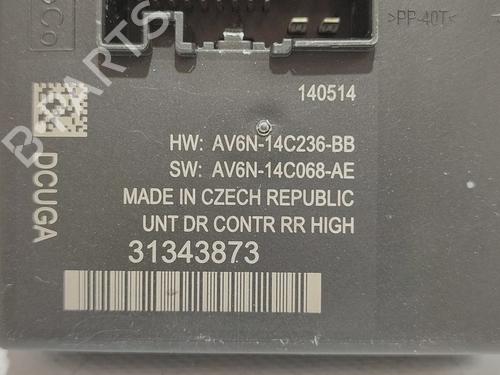 >PP-40T<
140514
HW: AV6N-14C236-BB
SW: AV6N-14C068-AE
MADE IN CZECH REPUBLIC
UNT DR CONTR RR HIGH
31343873
DCUGA
B-PARTS